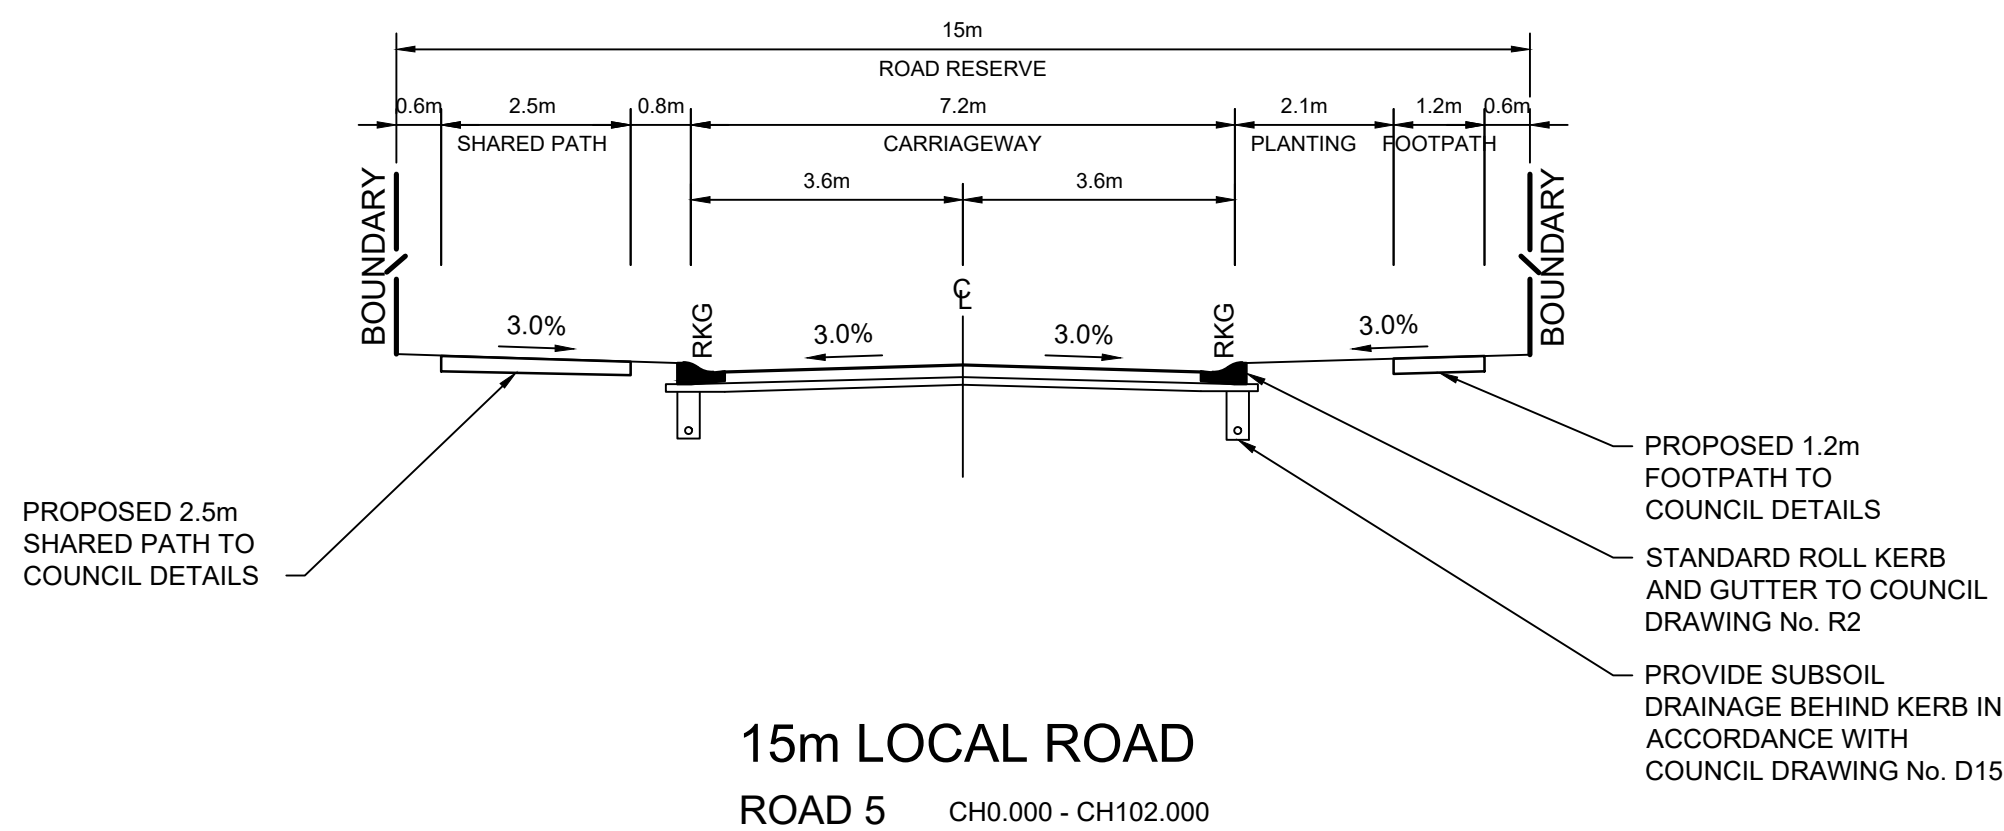 15m
ROAD RESERVE
0.6m 2.5m 0.8m 7.2m 2.1m 1.2m 0.6m
SHARED PATH CARRIAGEWAY PLANTING FOOTPATH
3.6m 3.6m
BOUNDARY
BOUNDARY
℄
RKG
RKG
3.0% 3.0% 3.0% 3.0%
PROPOSED 2.5m
SHARED PATH TO
COUNCIL DETAILS
PROPOSED 1.2m
FOOTPATH TO
COUNCIL DETAILS
STANDARD ROLL KERB
AND GUTTER TO COUNCIL
DRAWING No. R2
PROVIDE SUBSOIL
DRAINAGE BEHIND KERB IN
ACCORDANCE WITH
COUNCIL DRAWING No. D15
15m LOCAL ROAD
ROAD 5 CH0.000 - CH102.000